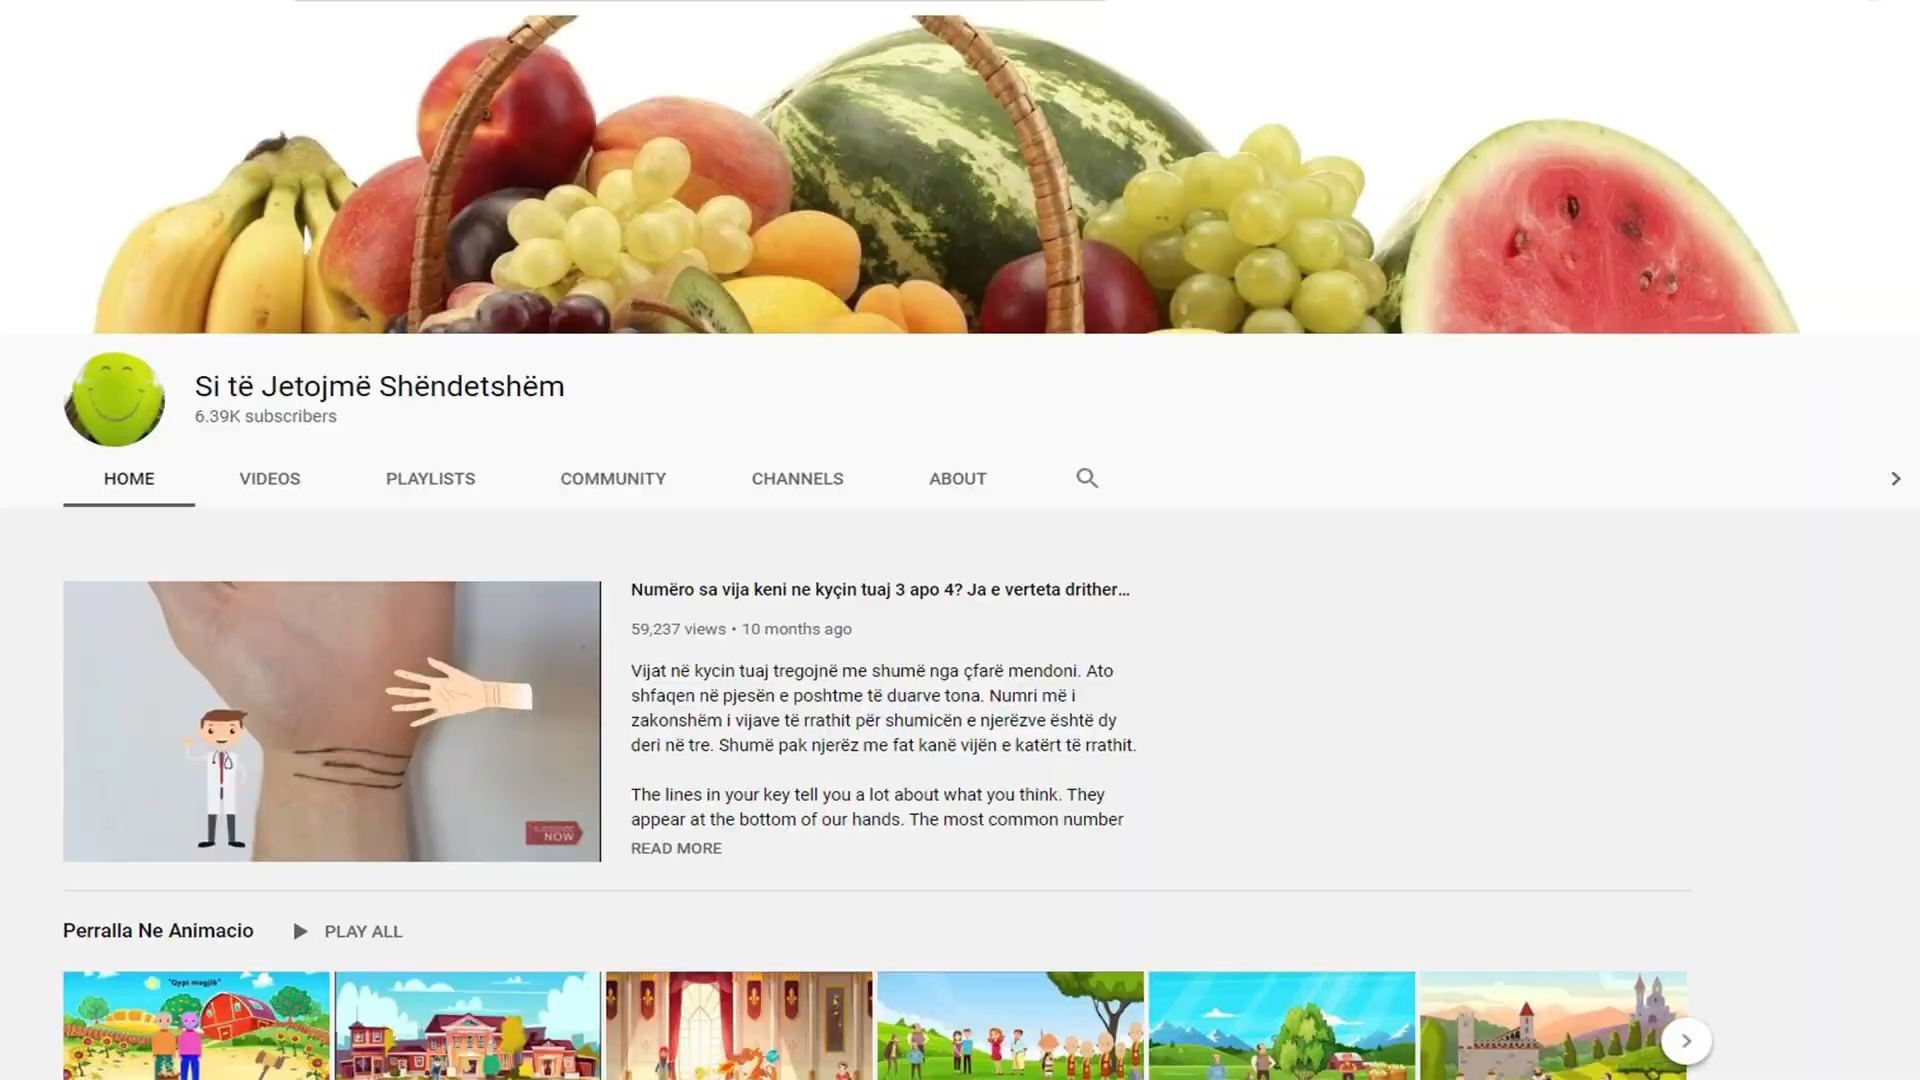 Si të Jetojmë Shëndetshëm
6.39K subscribers
HOME VIDEOS PLAYLISTS COMMUNITY CHANNELS ABOUT
Numëro sa vija keni ne kyçin tuaj 3 apo 4? Ja e verteta drither...
59,237 views • 10 months ago
Vijat në kycin tuaj tregojnë me shumë nga çfarë mendoni. Ato
shfaqen në pjesën e poshtme të duarve tona. Numri më i
zakonshëm i vijave të rrathit për shumicën e njerëzve është dy
deri në tre. Shumë pak njerëz me fat kanë vijën e katërt të rrathit.
The lines in your key tell you a lot about what you think. They
appear at the bottom of our hands. The most common number
READ MORE
NOW
Perralla Ne Animacio PLAY ALL
"Qypi magjik"